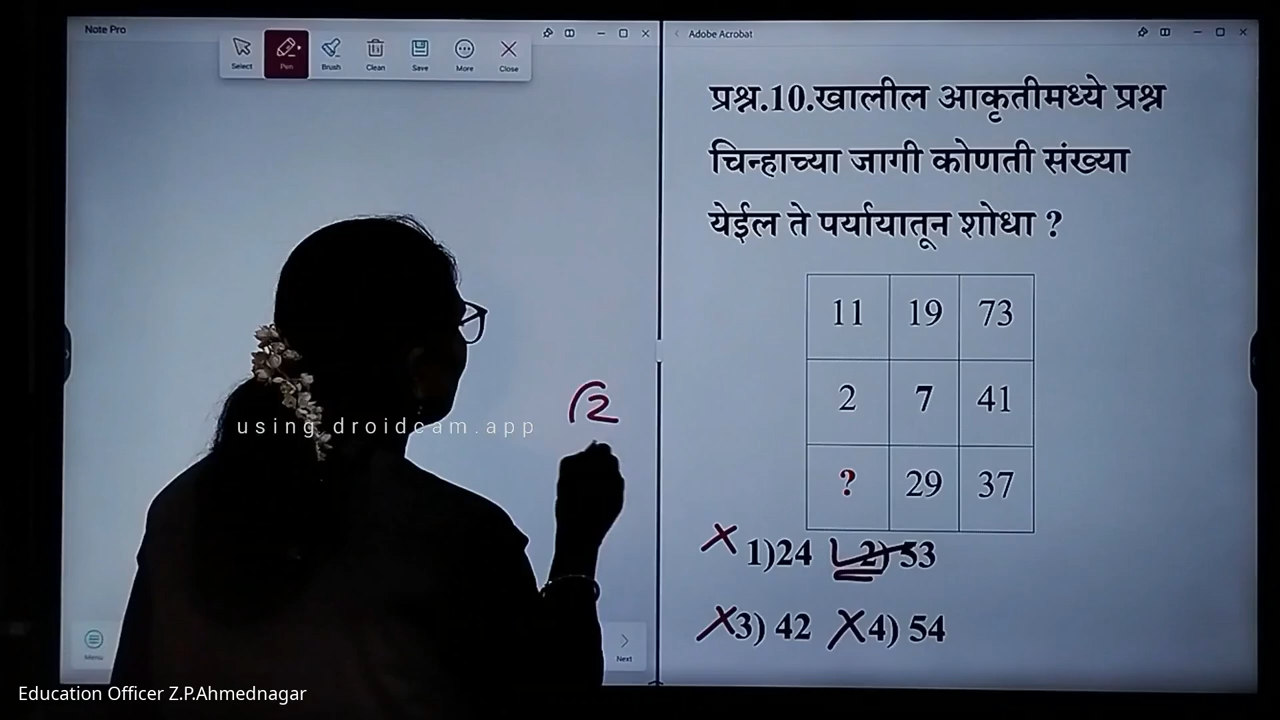 Note Pro
Select Pen Brush Clean Save More Close
Adobe Acrobat
प्रश्न.10.खालील आकृतीमध्ये प्रश्न
चिन्हाच्या जागी कोणती संख्या
येईल ते पर्यायातून शोधा ?
11 19 73
2 7 41
? 29 37
1)24 2) 53
3) 42 4) 54
2
using droidcam.app
Menu
Next
Education Officer Z.P.Ahmednagar